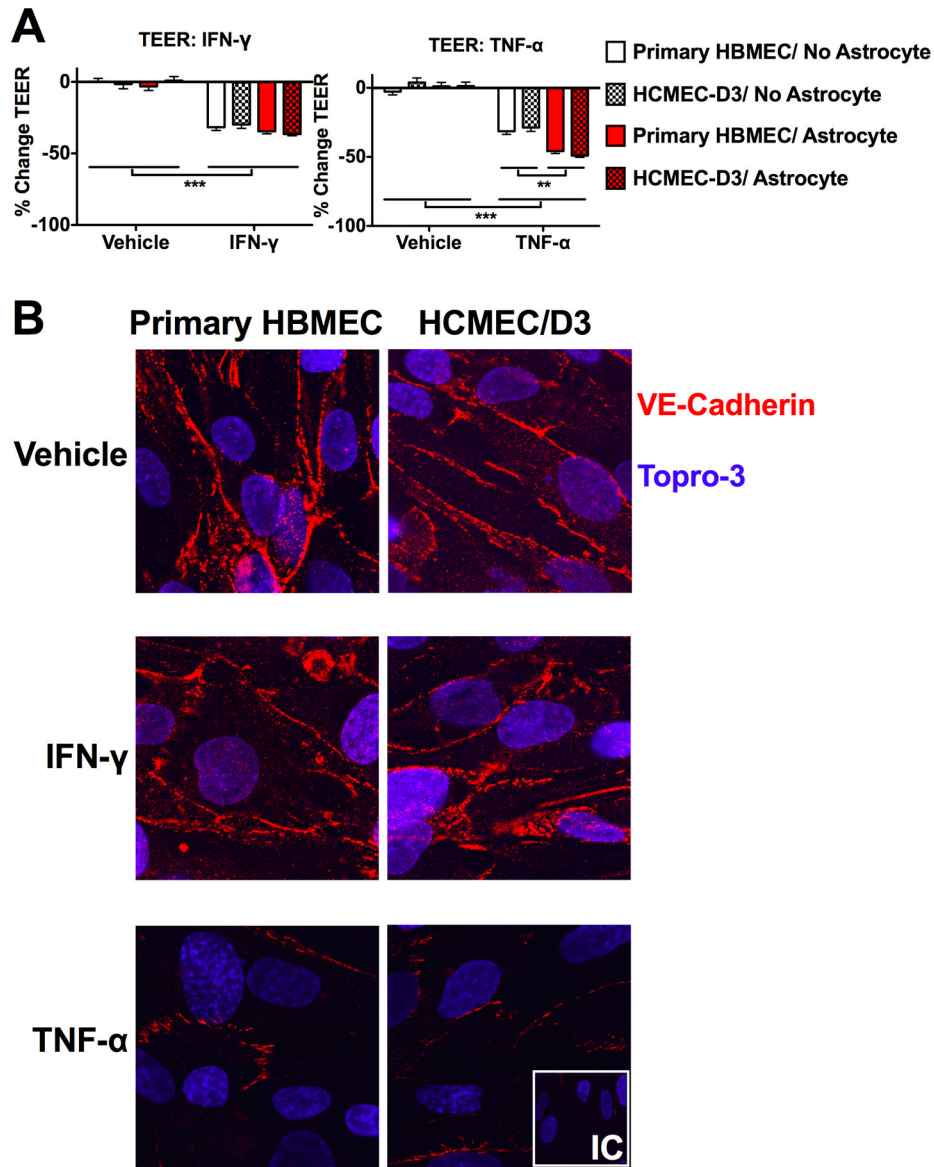 A
TEER: IFN-γ
% Change TEER
0
-50
-100
***
Vehicle
IFN-γ
TEER: TNF-α
% Change TEER
0
-50
-100
**
***
Vehicle
TNF-α
Primary HBMEC/ No Astrocyte
HCMEC-D3/ No Astrocyte
Primary HBMEC/ Astrocyte
HCMEC-D3/ Astrocyte
B
Primary HBMEC
HCMEC/D3
Vehicle
VE-Cadherin
Topro-3
IFN-γ
TNF-α
IC